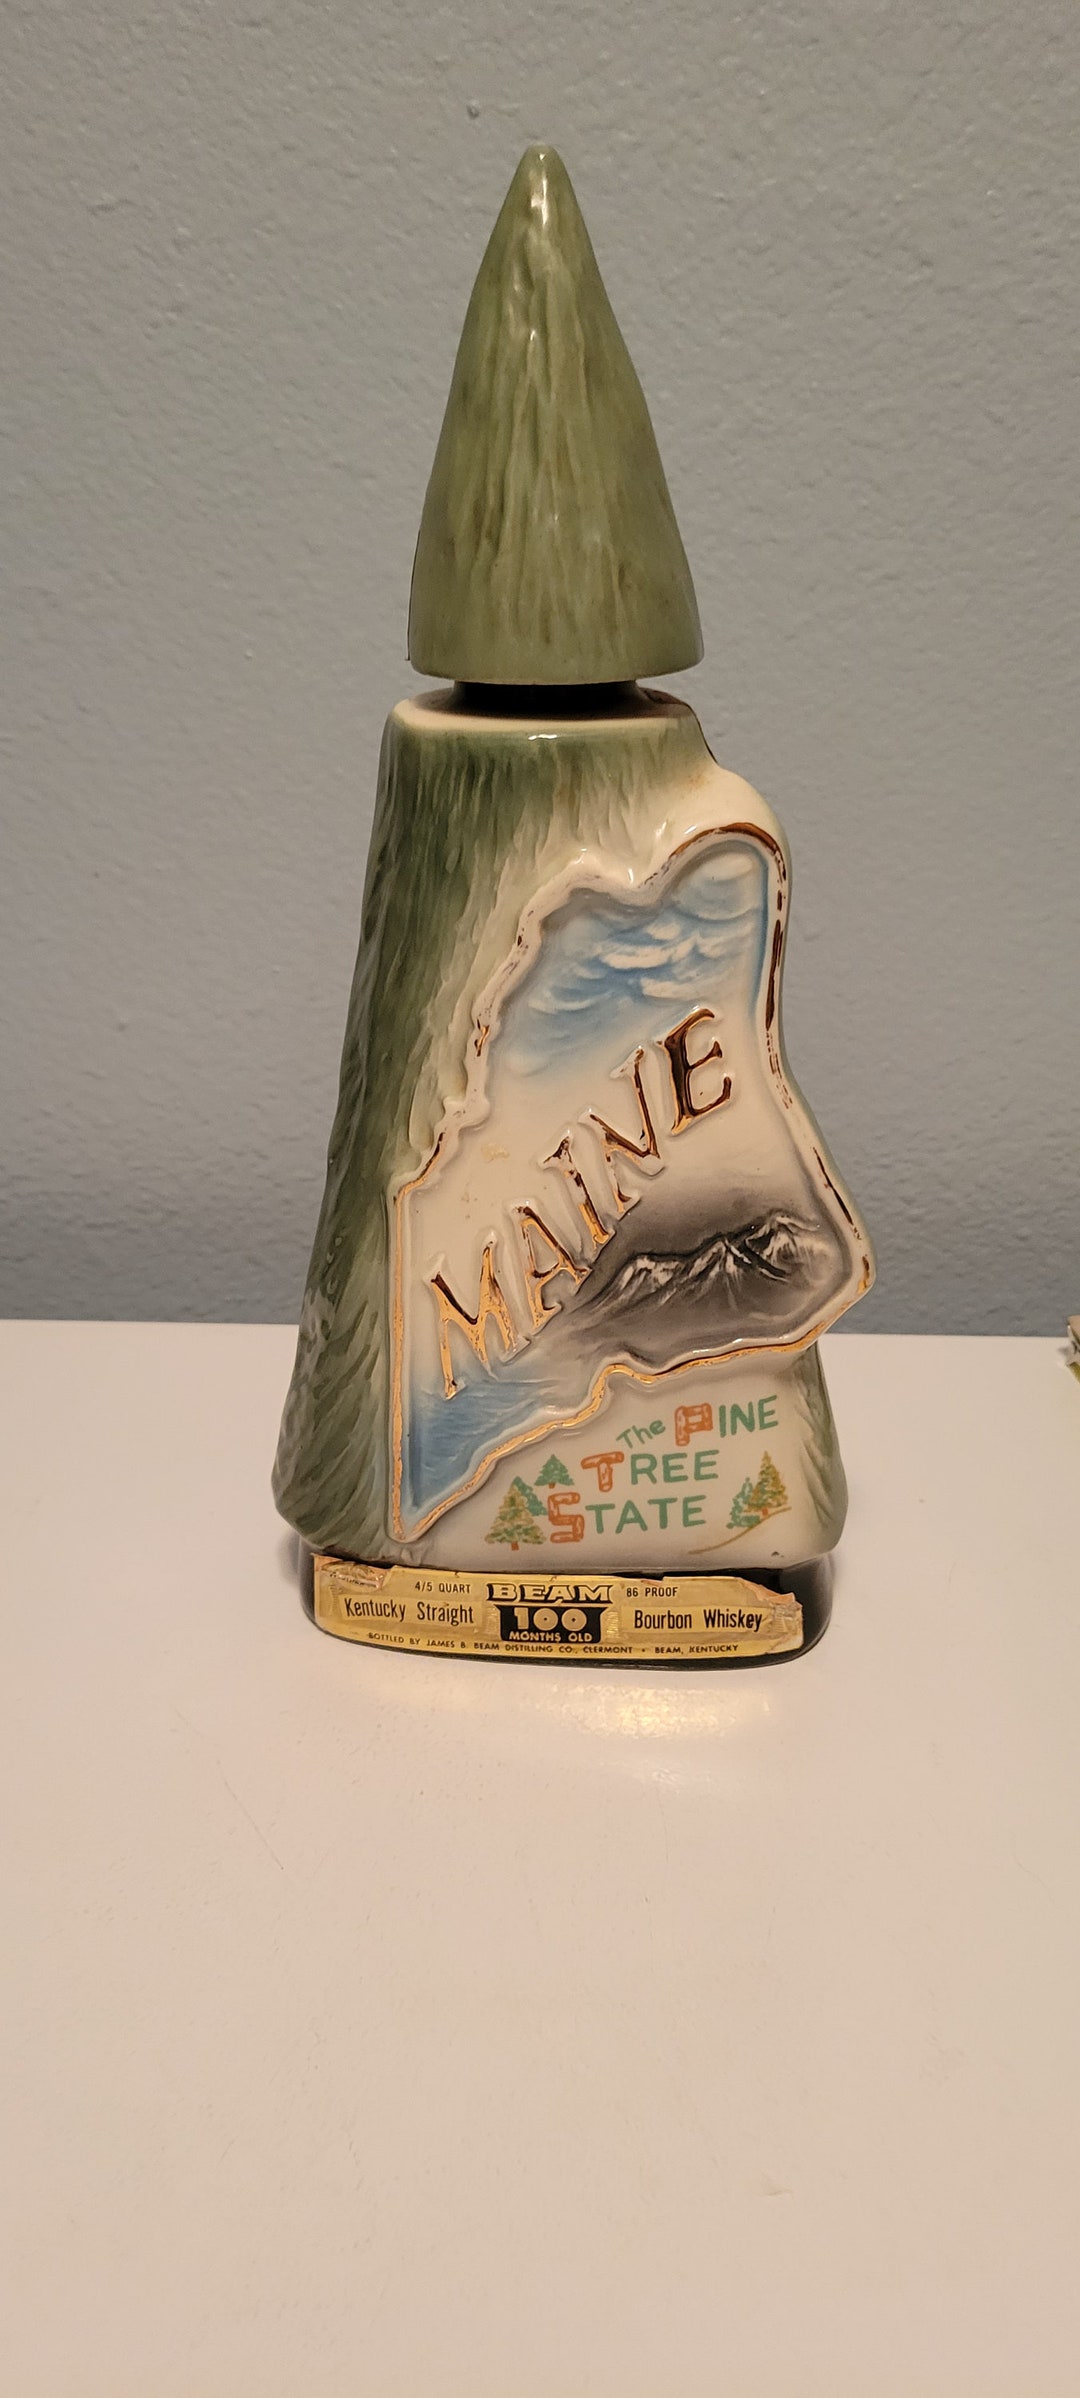 MAINE
The PINE
TREE
STATE
4/5 QUART BEAM 86 PROOF
Kentucky Straight 100 Bourbon Whiskey
MONTHS OLD
BOTTLED BY JAMES B. BEAM DISTILLING CO., CLERMONT • BEAM, KENTUCKY